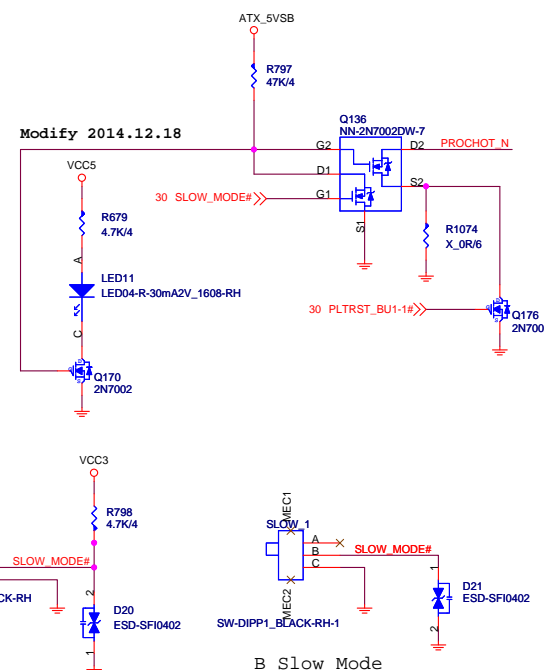 ATX_5VSB
R797
47K/4
Q136
NN-2N7002DW-7
Modify 2014.12.18
G2
D2
PROCHOT_N
VCC5
D1
30 SLOW_MODE#
G1
S2
S1
R679
4.7K/4
R1074
X_0R/6
A
LED11
LED04-R-30mA2V_1608-RH
C
30 PLTRST_BU1-1#
Q176
2N700
Q170
2N7002
VCC3
R798
4.7K/4
MEC1
SLOW_1
A
B
C
SLOW_MODE#
SLOW_MODE#
CK-RH
2
D20
ESD-SFI0402
1
MEC2
SW-DIPP1_BLACK-RH-1
1
D21
ESD-SFI0402
2
B Slow Mode